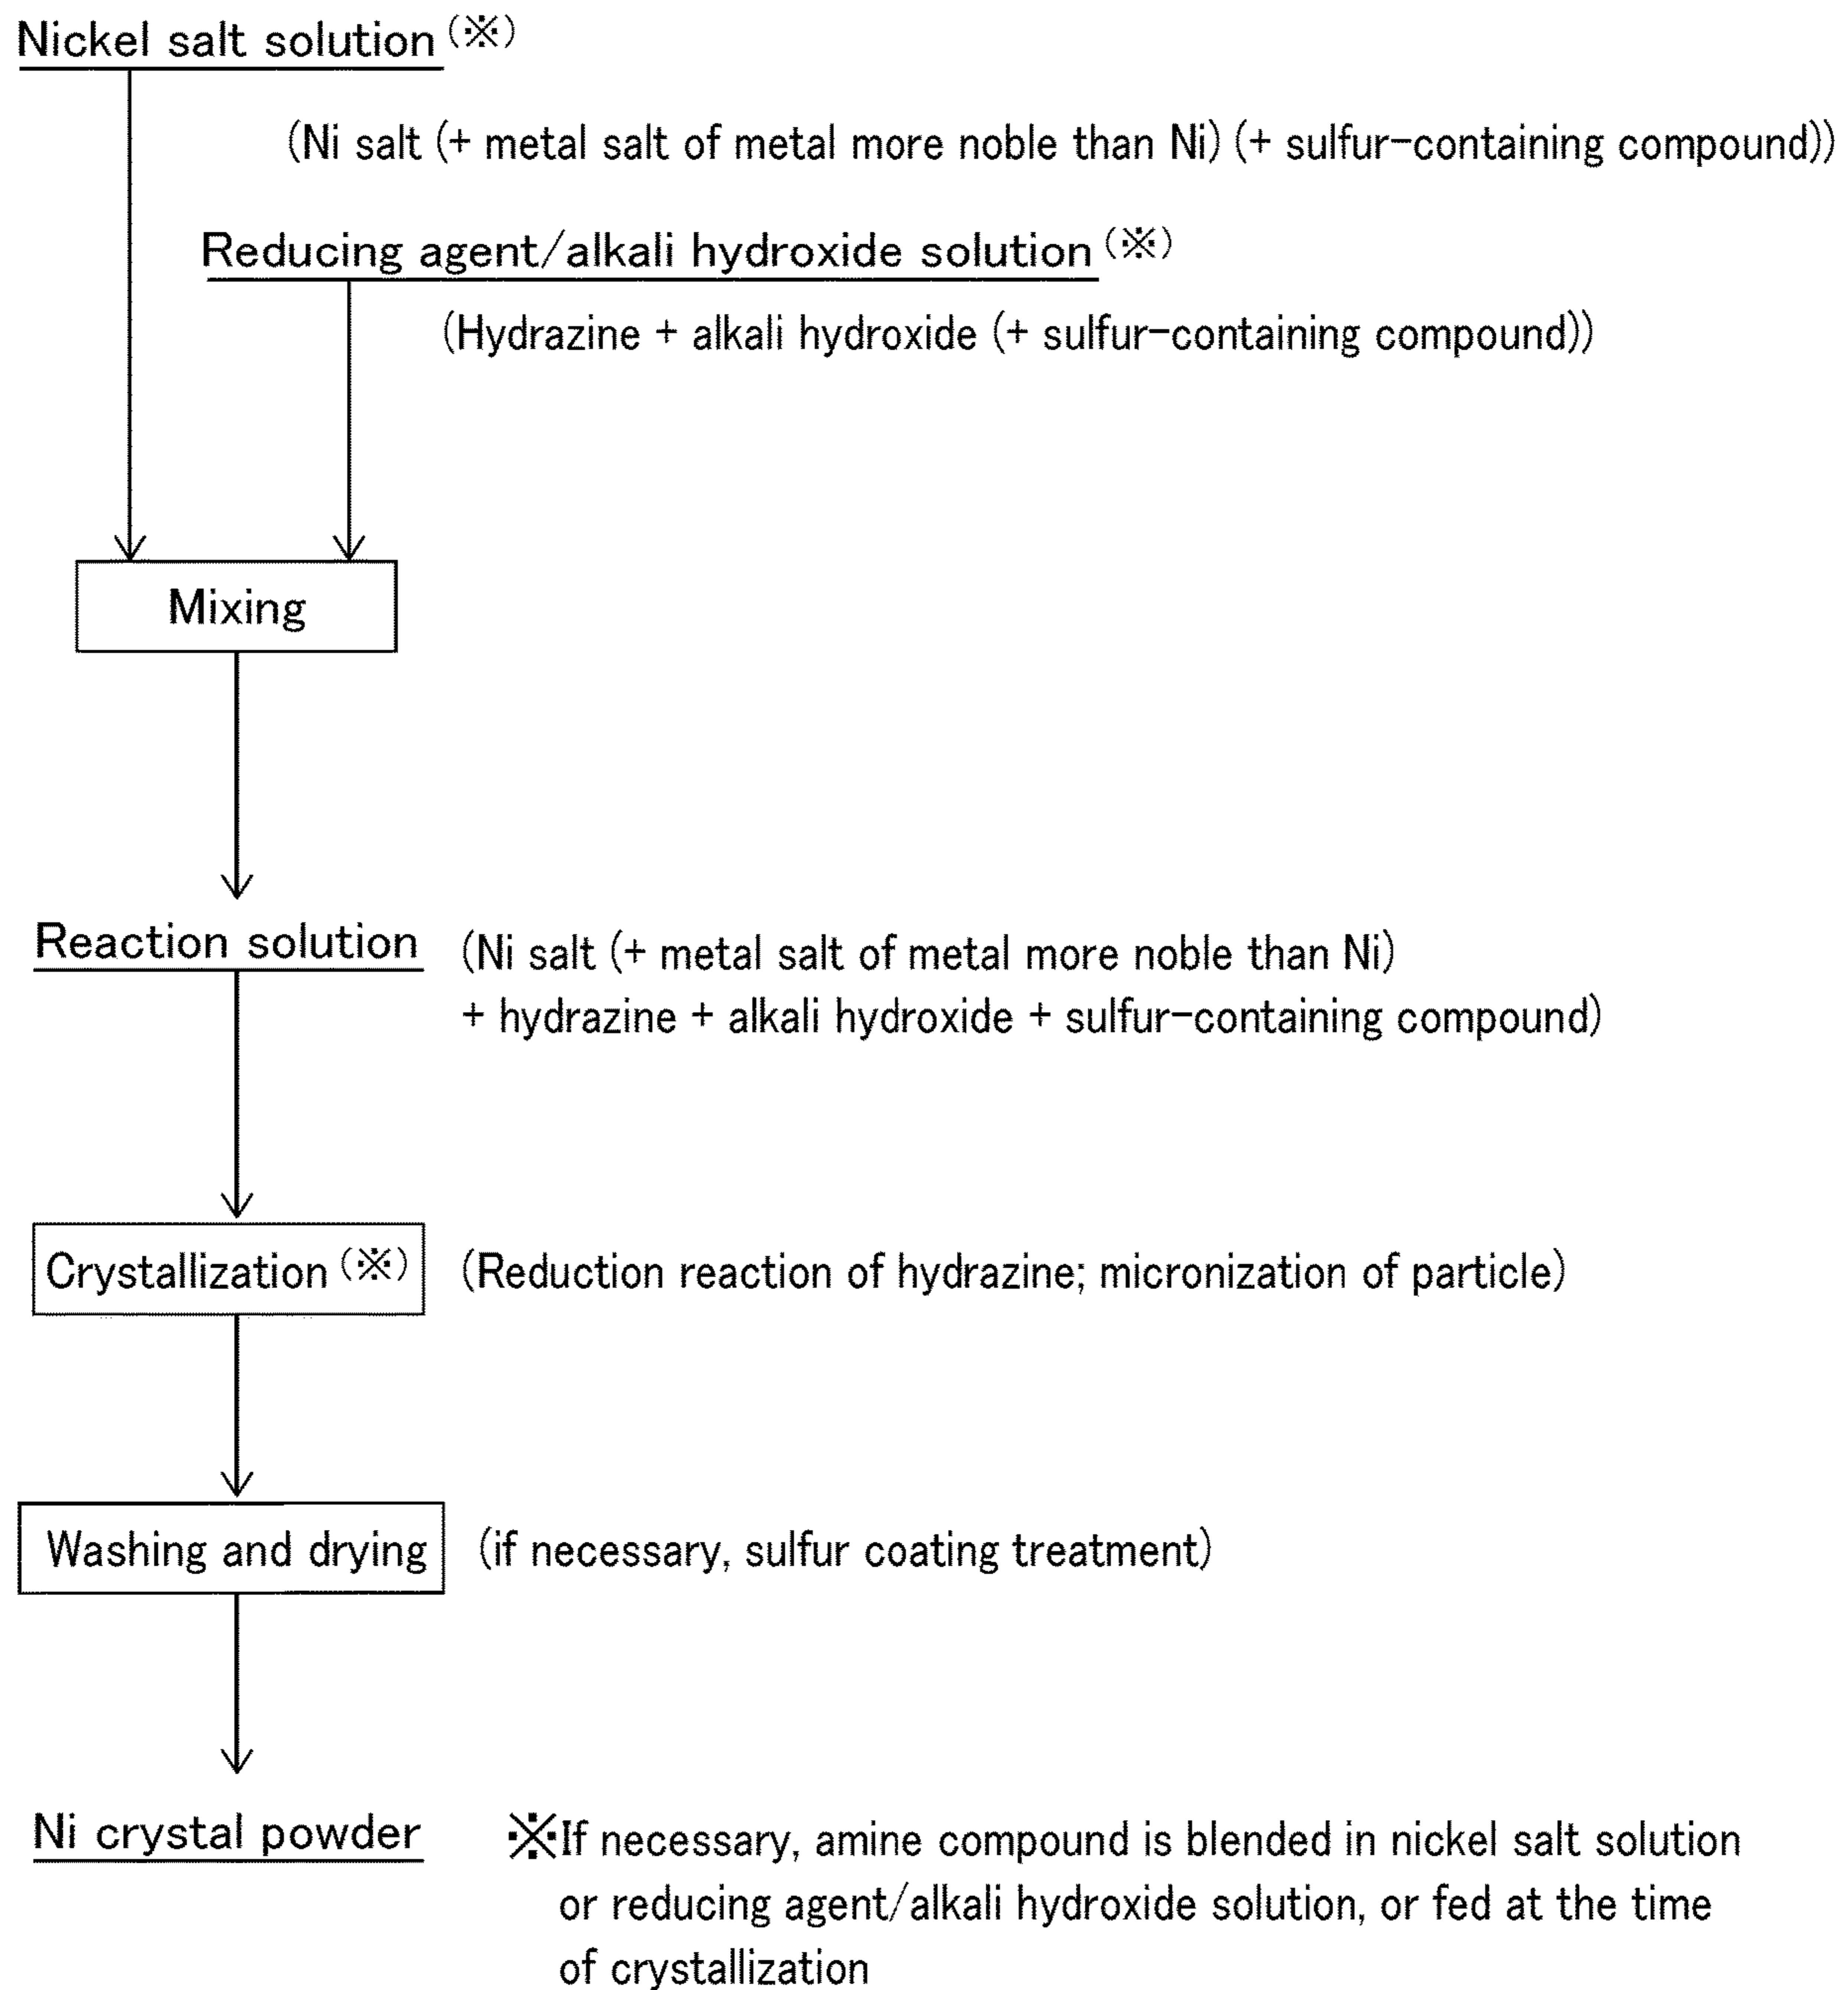 Nickel salt solution(※)
(Ni salt (+ metal salt of metal more noble than Ni) (+ sulfur-containing compound))
Reducing agent/alkali hydroxide solution(※)
(Hydrazine + alkali hydroxide (+ sulfur-containing compound))
Mixing
Reaction solution (Ni salt (+ metal salt of metal more noble than Ni)
+ hydrazine + alkali hydroxide + sulfur-containing compound)
Crystallization(※) (Reduction reaction of hydrazine; micronization of particle)
Washing and drying (if necessary, sulfur coating treatment)
Ni crystal powder ※If necessary, amine compound is blended in nickel salt solution
or reducing agent/alkali hydroxide solution, or fed at the time
of crystallization